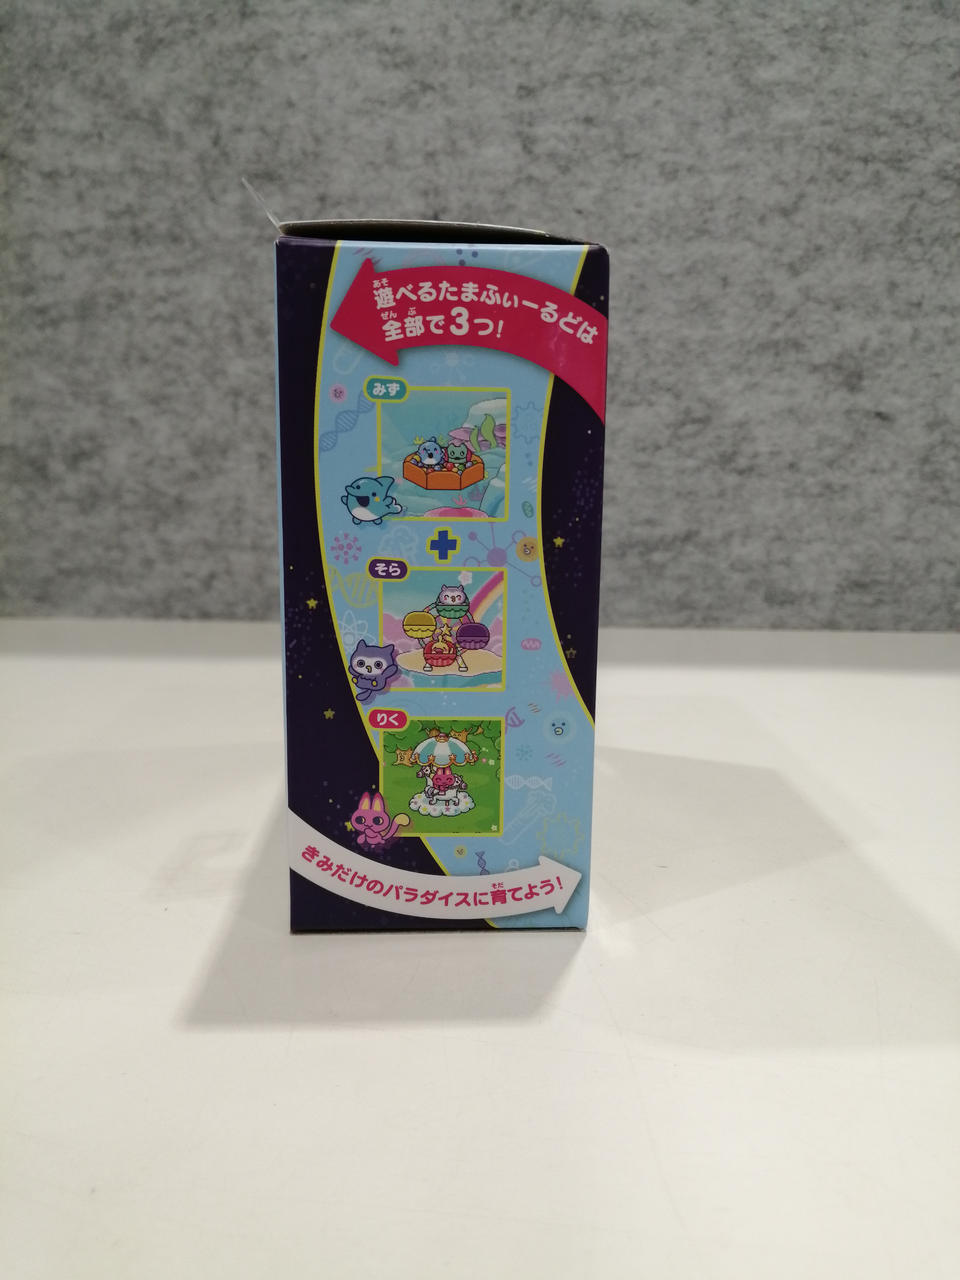 遊べるたまふぃーるどは
全部で3つ!
みず
そら
りく
きみだけのパラダイスに育てよう!